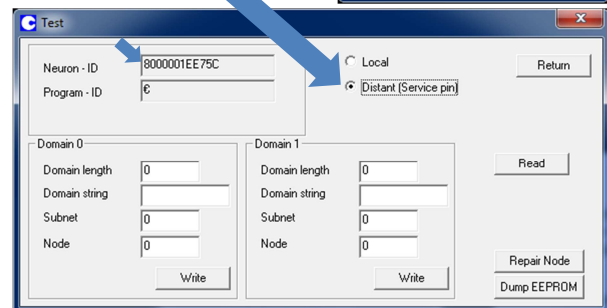 Test
Neuron - ID 8000001EE75C
Program - ID €
Local
Distant (Service pin)
Return
Domain 0
Domain length 0
Domain string
Subnet 0
Node 0
Write
Domain 1
Domain length 0
Domain string
Subnet 0
Node 0
Write
Read
Repair Node
Dump EEPROM